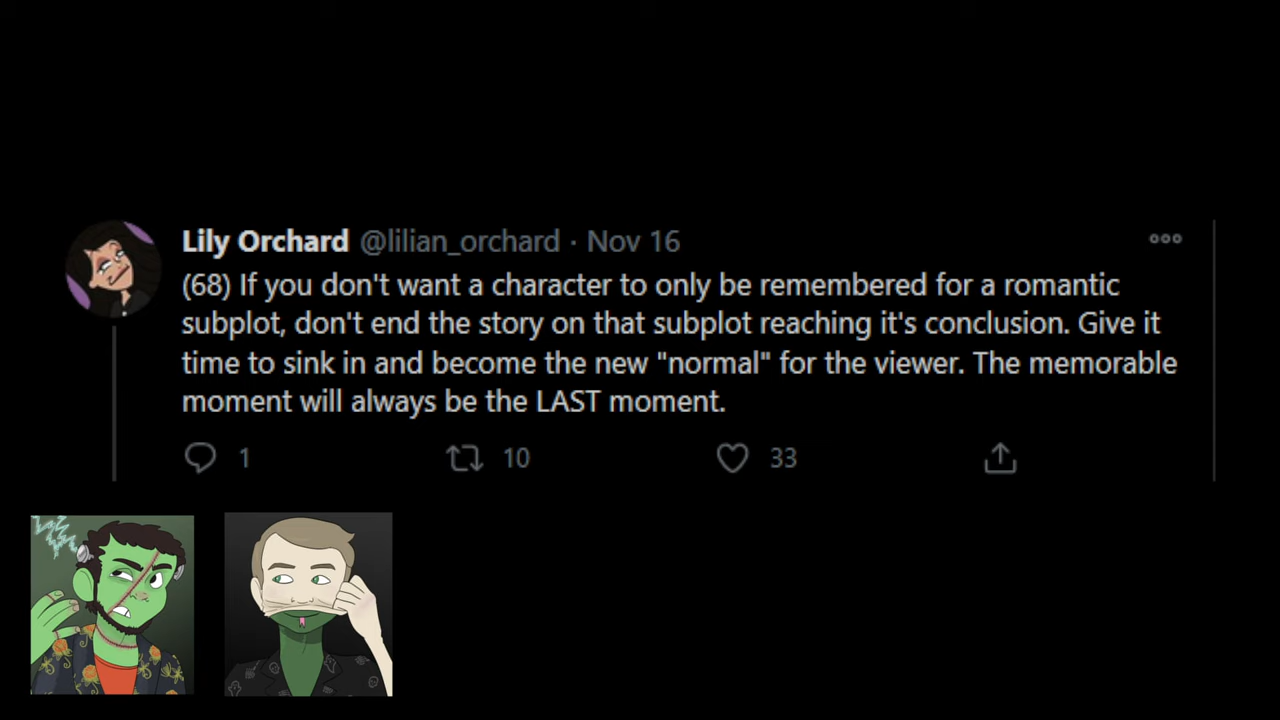 Lily Orchard @lilian_orchard · Nov 16
(68) If you don't want a character to only be remembered for a romantic
subplot, don't end the story on that subplot reaching it's conclusion. Give it
time to sink in and become the new "normal" for the viewer. The memorable
moment will always be the LAST moment.
1 10 33